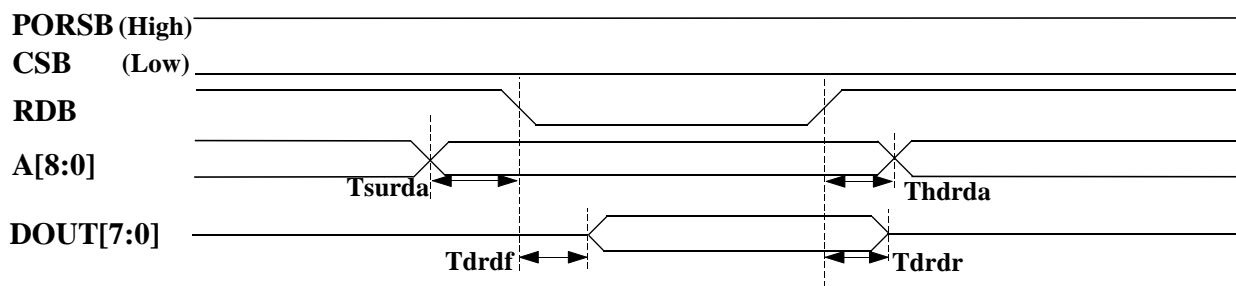 PORSB (High)
CSB (Low)
RDB
A[8:0]
Tsurda Thdrda
DOUT[7:0]
Tdrdf Tdrdr